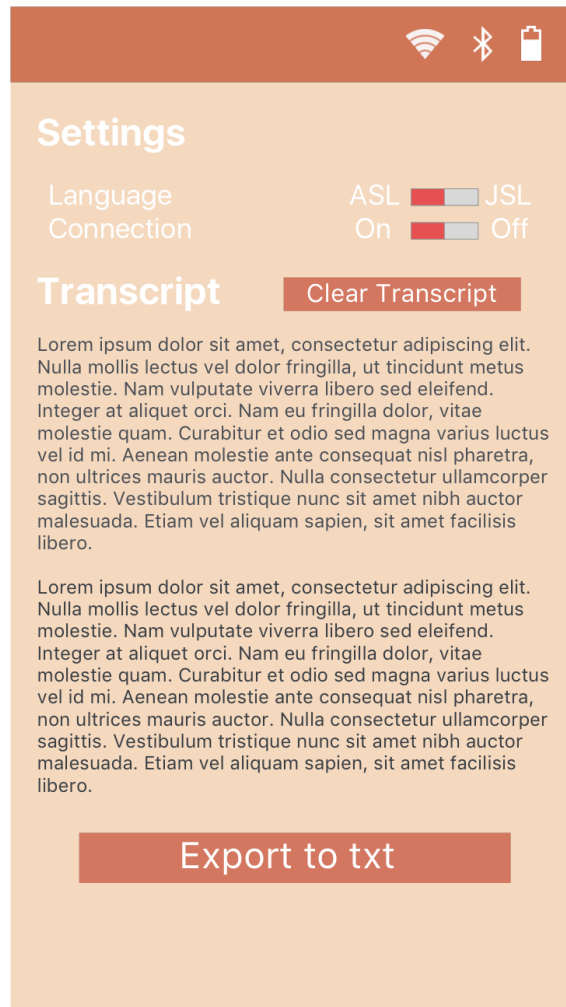 Settings
Language ASL JSL
Connection On Off
Transcript Clear Transcript
Lorem ipsum dolor sit amet, consectetur adipiscing elit.
Nulla mollis lectus vel dolor fringilla, ut tincidunt metus
molestie. Nam vulputate viverra libero sed eleifend.
Integer at aliquet orci. Nam eu fringilla dolor, vitae
molestie quam. Curabitur et odio sed magna varius luctus
vel id mi. Aenean molestie ante consequat nisl pharetra,
non ultrices mauris auctor. Nulla consectetur ullamcorper
sagittis. Vestibulum tristique nunc sit amet nibh auctor
malesuada. Etiam vel aliquam sapien, sit amet facilisis
libero.
Lorem ipsum dolor sit amet, consectetur adipiscing elit.
Nulla mollis lectus vel dolor fringilla, ut tincidunt metus
molestie. Nam vulputate viverra libero sed eleifend.
Integer at aliquet orci. Nam eu fringilla dolor, vitae
molestie quam. Curabitur et odio sed magna varius luctus
vel id mi. Aenean molestie ante consequat nisl pharetra,
non ultrices mauris auctor. Nulla consectetur ullamcorper
sagittis. Vestibulum tristique nunc sit amet nibh auctor
malesuada. Etiam vel aliquam sapien, sit amet facilisis
libero.
Export to txt